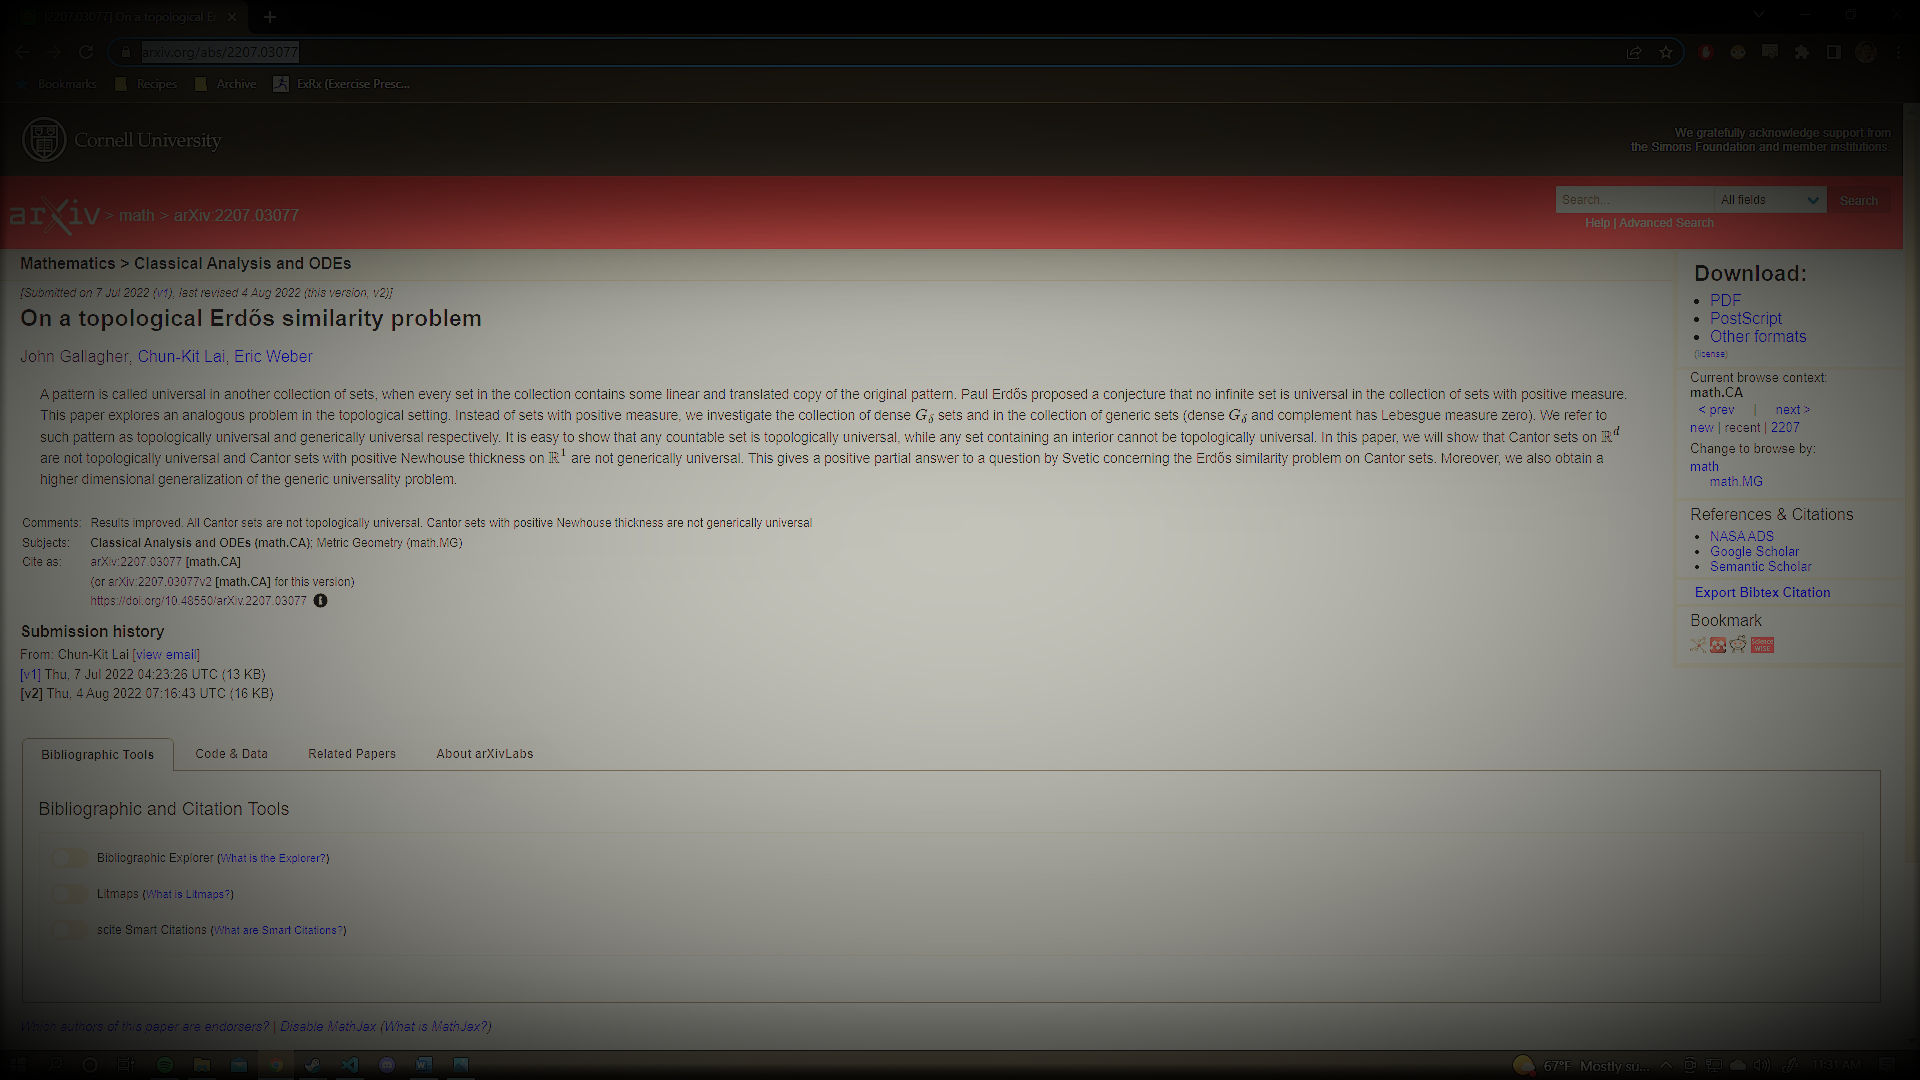 [2207.03077] On a topological Er
arxiv.org/abs/2207.03077
Bookmarks Recipes Archive ExRx (Exercise Presc...
Cornell University
We gratefully acknowledge support from
the Simons Foundation and member institutions.
arXiv > math > arXiv:2207.03077
Search... All fields Search
Help | Advanced Search
Mathematics > Classical Analysis and ODEs
[Submitted on 7 Jul 2022 (v1), last revised 4 Aug 2022 (this version, v2)]
On a topological Erdős similarity problem
John Gallagher, Chun-Kit Lai, Eric Weber
A pattern is called universal in another collection of sets, when every set in the collection contains some linear and translated copy of the original pattern. Paul Erdős proposed a conjecture that no infinite set is universal in the collection of sets with positive measure.
This paper explores an analogous problem in the topological setting. Instead of sets with positive measure, we investigate the collection of dense G_δ sets and in the collection of generic sets (dense G_δ and complement has Lebesgue measure zero). We refer to
such pattern as topologically universal and generically universal respectively. It is easy to show that any countable set is topologically universal, while any set containing an interior cannot be topologically universal. In this paper, we will show that Cantor sets on ℝ^d
are not topologically universal and Cantor sets with positive Newhouse thickness on ℝ^1 are not generically universal. This gives a positive partial answer to a question by Svetic concerning the Erdős similarity problem on Cantor sets. Moreover, we also obtain a
higher dimensional generalization of the generic universality problem.
Comments: Results improved. All Cantor sets are not topologically universal. Cantor sets with positive Newhouse thickness are not generically universal
Subjects: Classical Analysis and ODEs (math.CA); Metric Geometry (math.MG)
Cite as: arXiv:2207.03077 [math.CA]
(or arXiv:2207.03077v2 [math.CA] for this version)
https://doi.org/10.48550/arXiv.2207.03077
Submission history
From: Chun-Kit Lai [view email]
[v1] Thu, 7 Jul 2022 04:23:26 UTC (13 KB)
[v2] Thu, 4 Aug 2022 07:16:43 UTC (16 KB)
Bibliographic Tools Code & Data Related Papers About arXivLabs
Bibliographic and Citation Tools
Bibliographic Explorer (What is the Explorer?)
Litmaps (What is Litmaps?)
scite Smart Citations (What are Smart Citations?)
Which authors of this paper are endorsers? | Disable MathJax (What is MathJax?)
Download:
PDF
PostScript
Other formats
(license)
Current browse context:
math.CA
< prev | next >
new | recent | 2207
Change to browse by:
math
math.MG
References & Citations
NASA ADS
Google Scholar
Semantic Scholar
Export Bibtex Citation
Bookmark
Science
WISE
67°F Mostly su... 11:31 AM